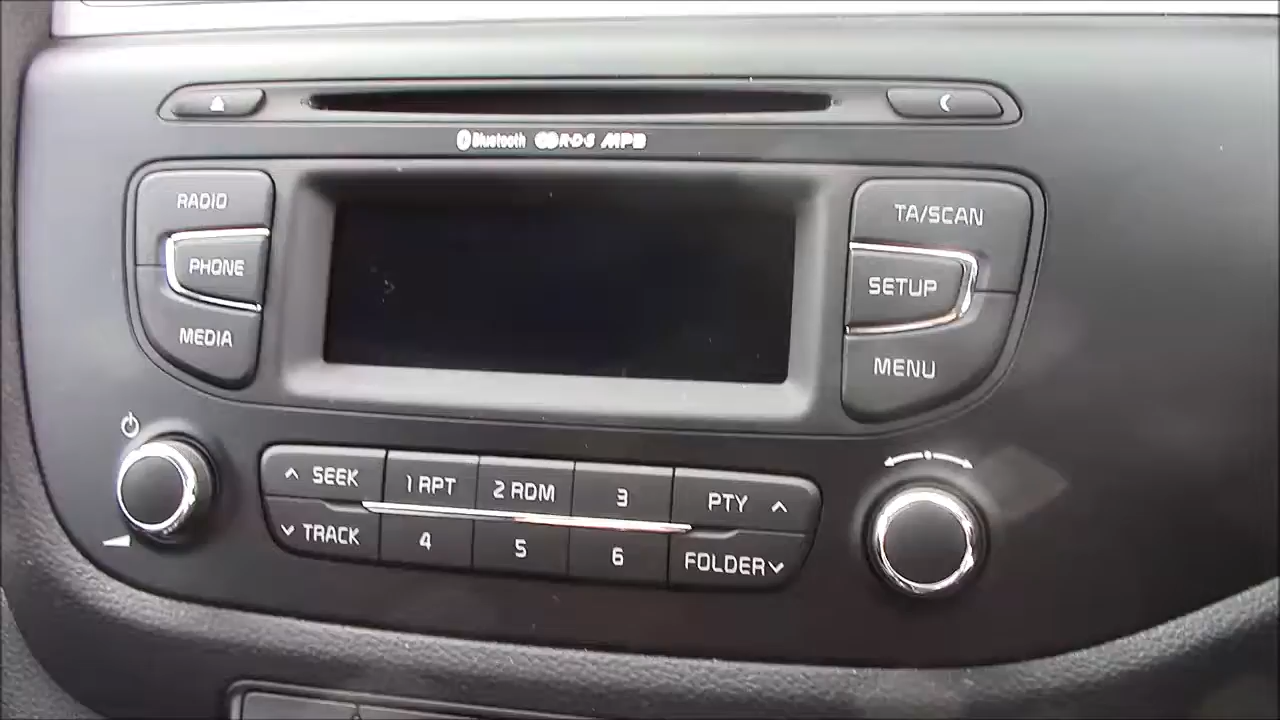 Bluetooth RDS MP3
RADIO
PHONE
MEDIA
TA/SCAN
SETUP
MENU
SEEK 1 RPT 2 RDM 3 PTY
TRACK 4 5 6 FOLDER